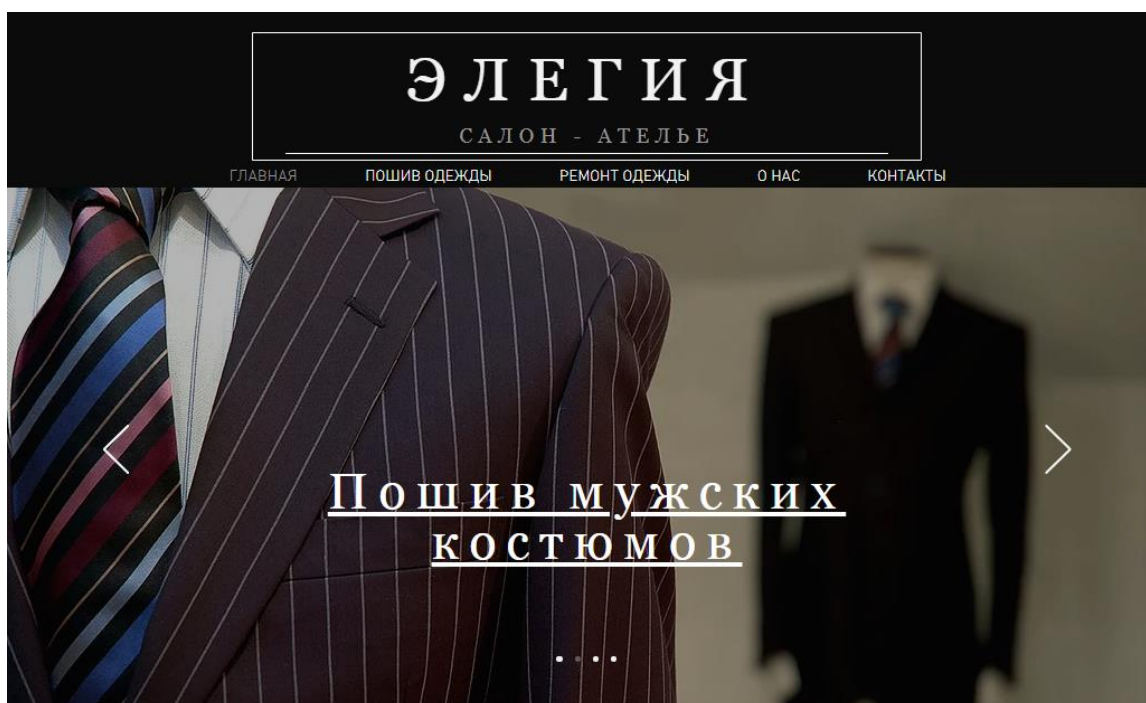 ЭЛЕГИЯ
САЛОН - АТЕЛЬЕ
ГЛАВНАЯ ПОШИВ ОДЕЖДЫ РЕМОНТ ОДЕЖДЫ О НАС КОНТАКТЫ
Пошив мужских
костюмов